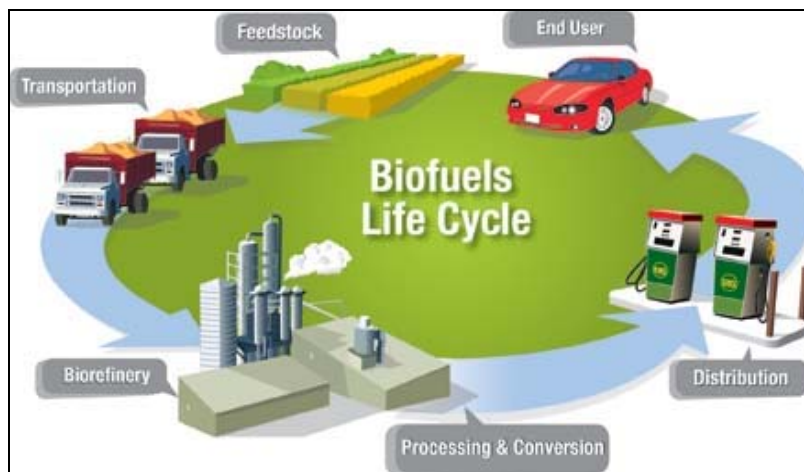 Feedstock
End User
Transportation
Biofuels
Life Cycle
Biorefinery
Distribution
Processing & Conversion